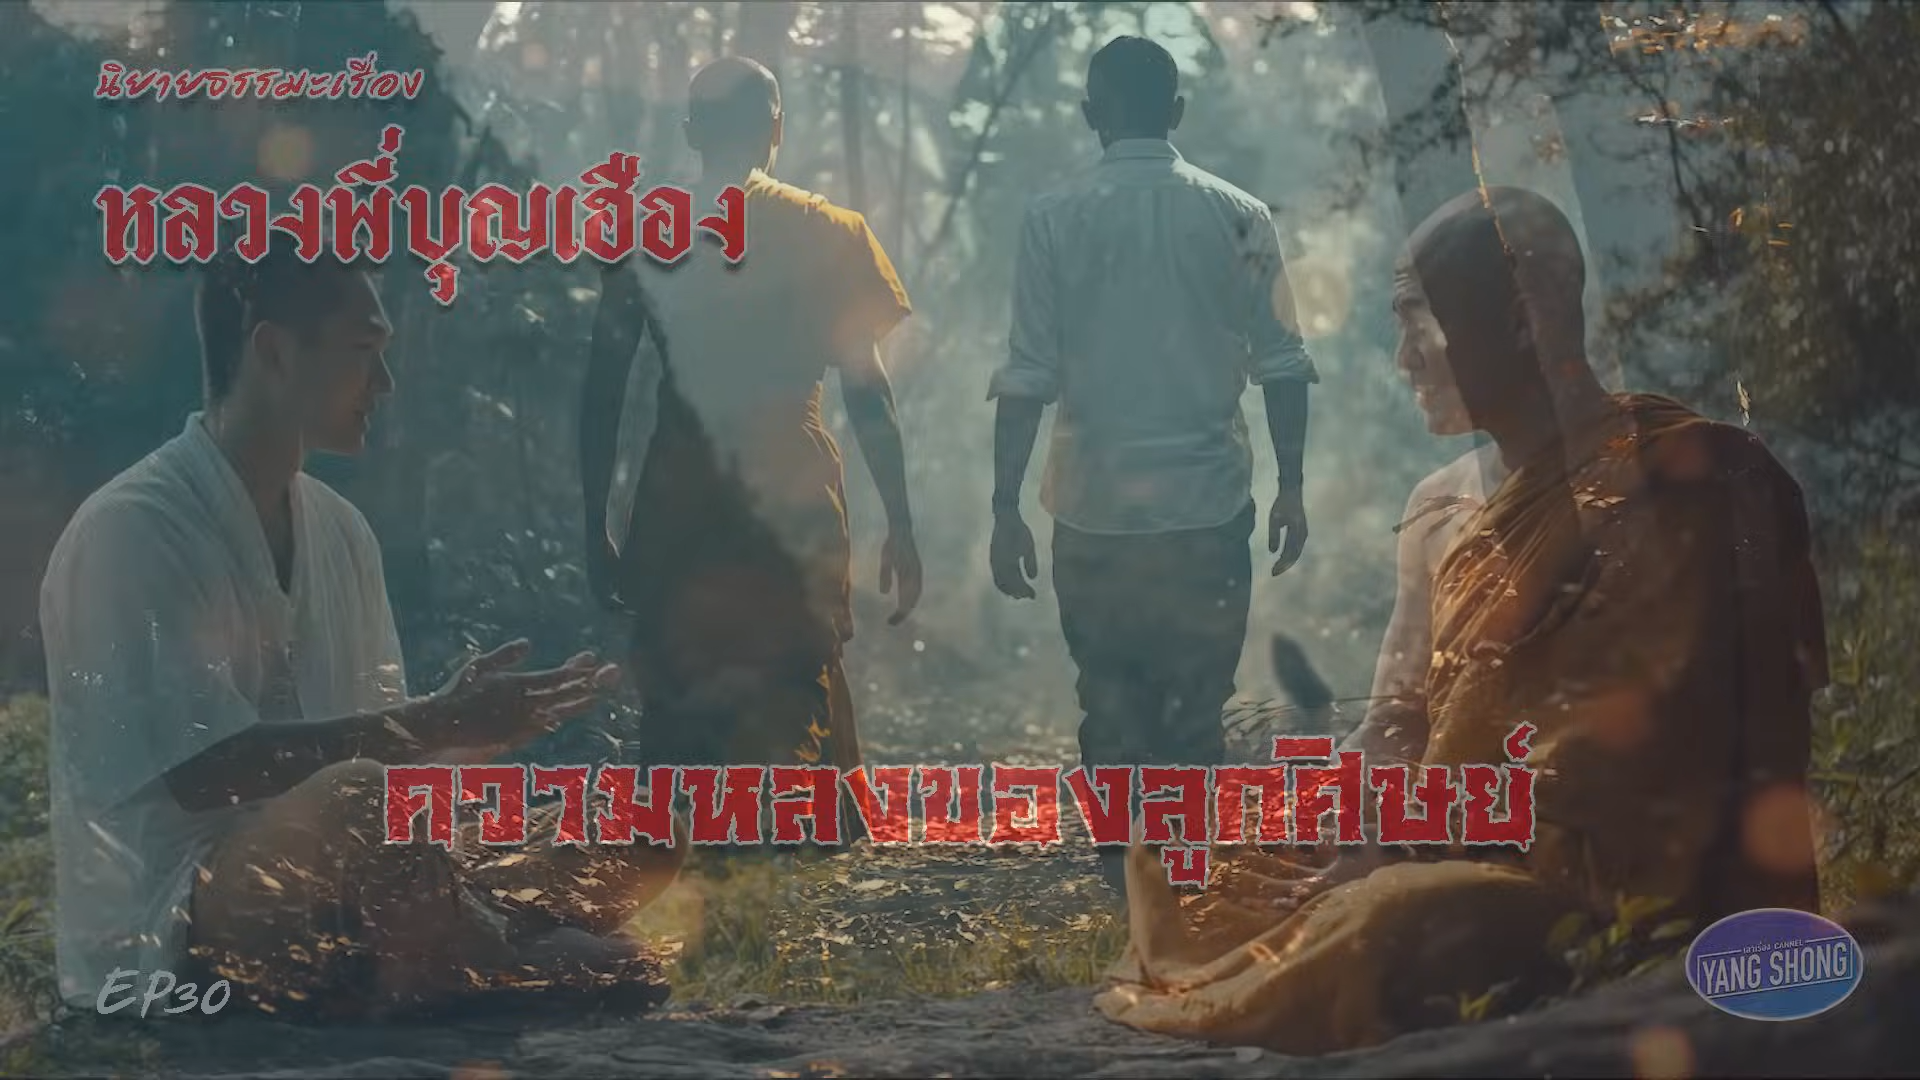 นิยายธรรมะเรื่อง
หลวงพี่บุญเฮือง
ความหลงของลูกศิษย์
EP30
เล่าเรื่อง CANNEL
YANG SHONG